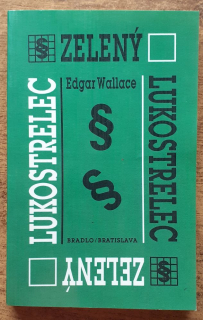 § ZELENÝ
LUKOSTRELEC
Edgar Wallace
§
§
LUKOSTRELEC
BRADLO/BRATISLAVA
ZELENÝ §